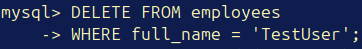 mysql> DELETE FROM employees
    -> WHERE full_name = 'TestUser';